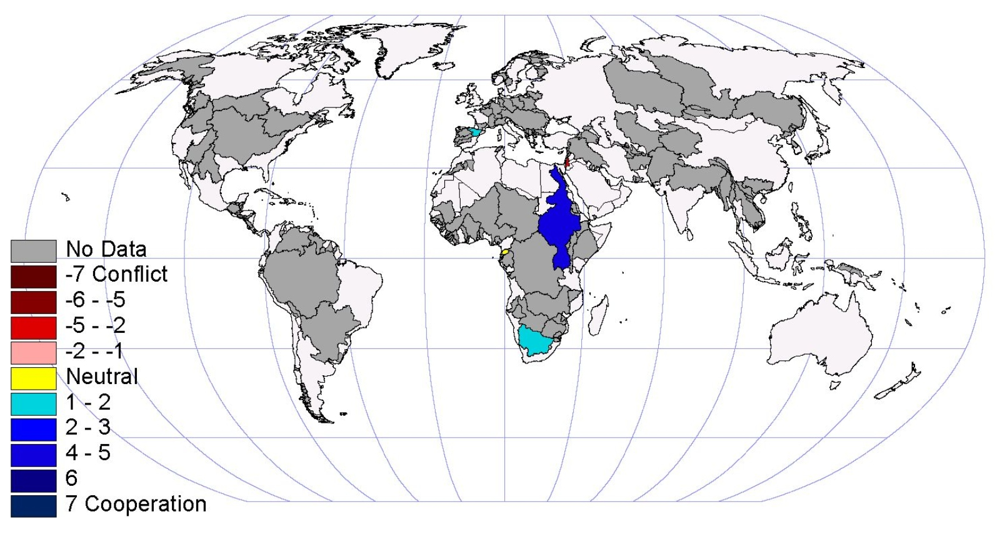 No Data
-7 Conflict
-6 - -5
-5 - -2
-2 - -1
Neutral
1 - 2
2 - 3
4 - 5
6
7 Cooperation